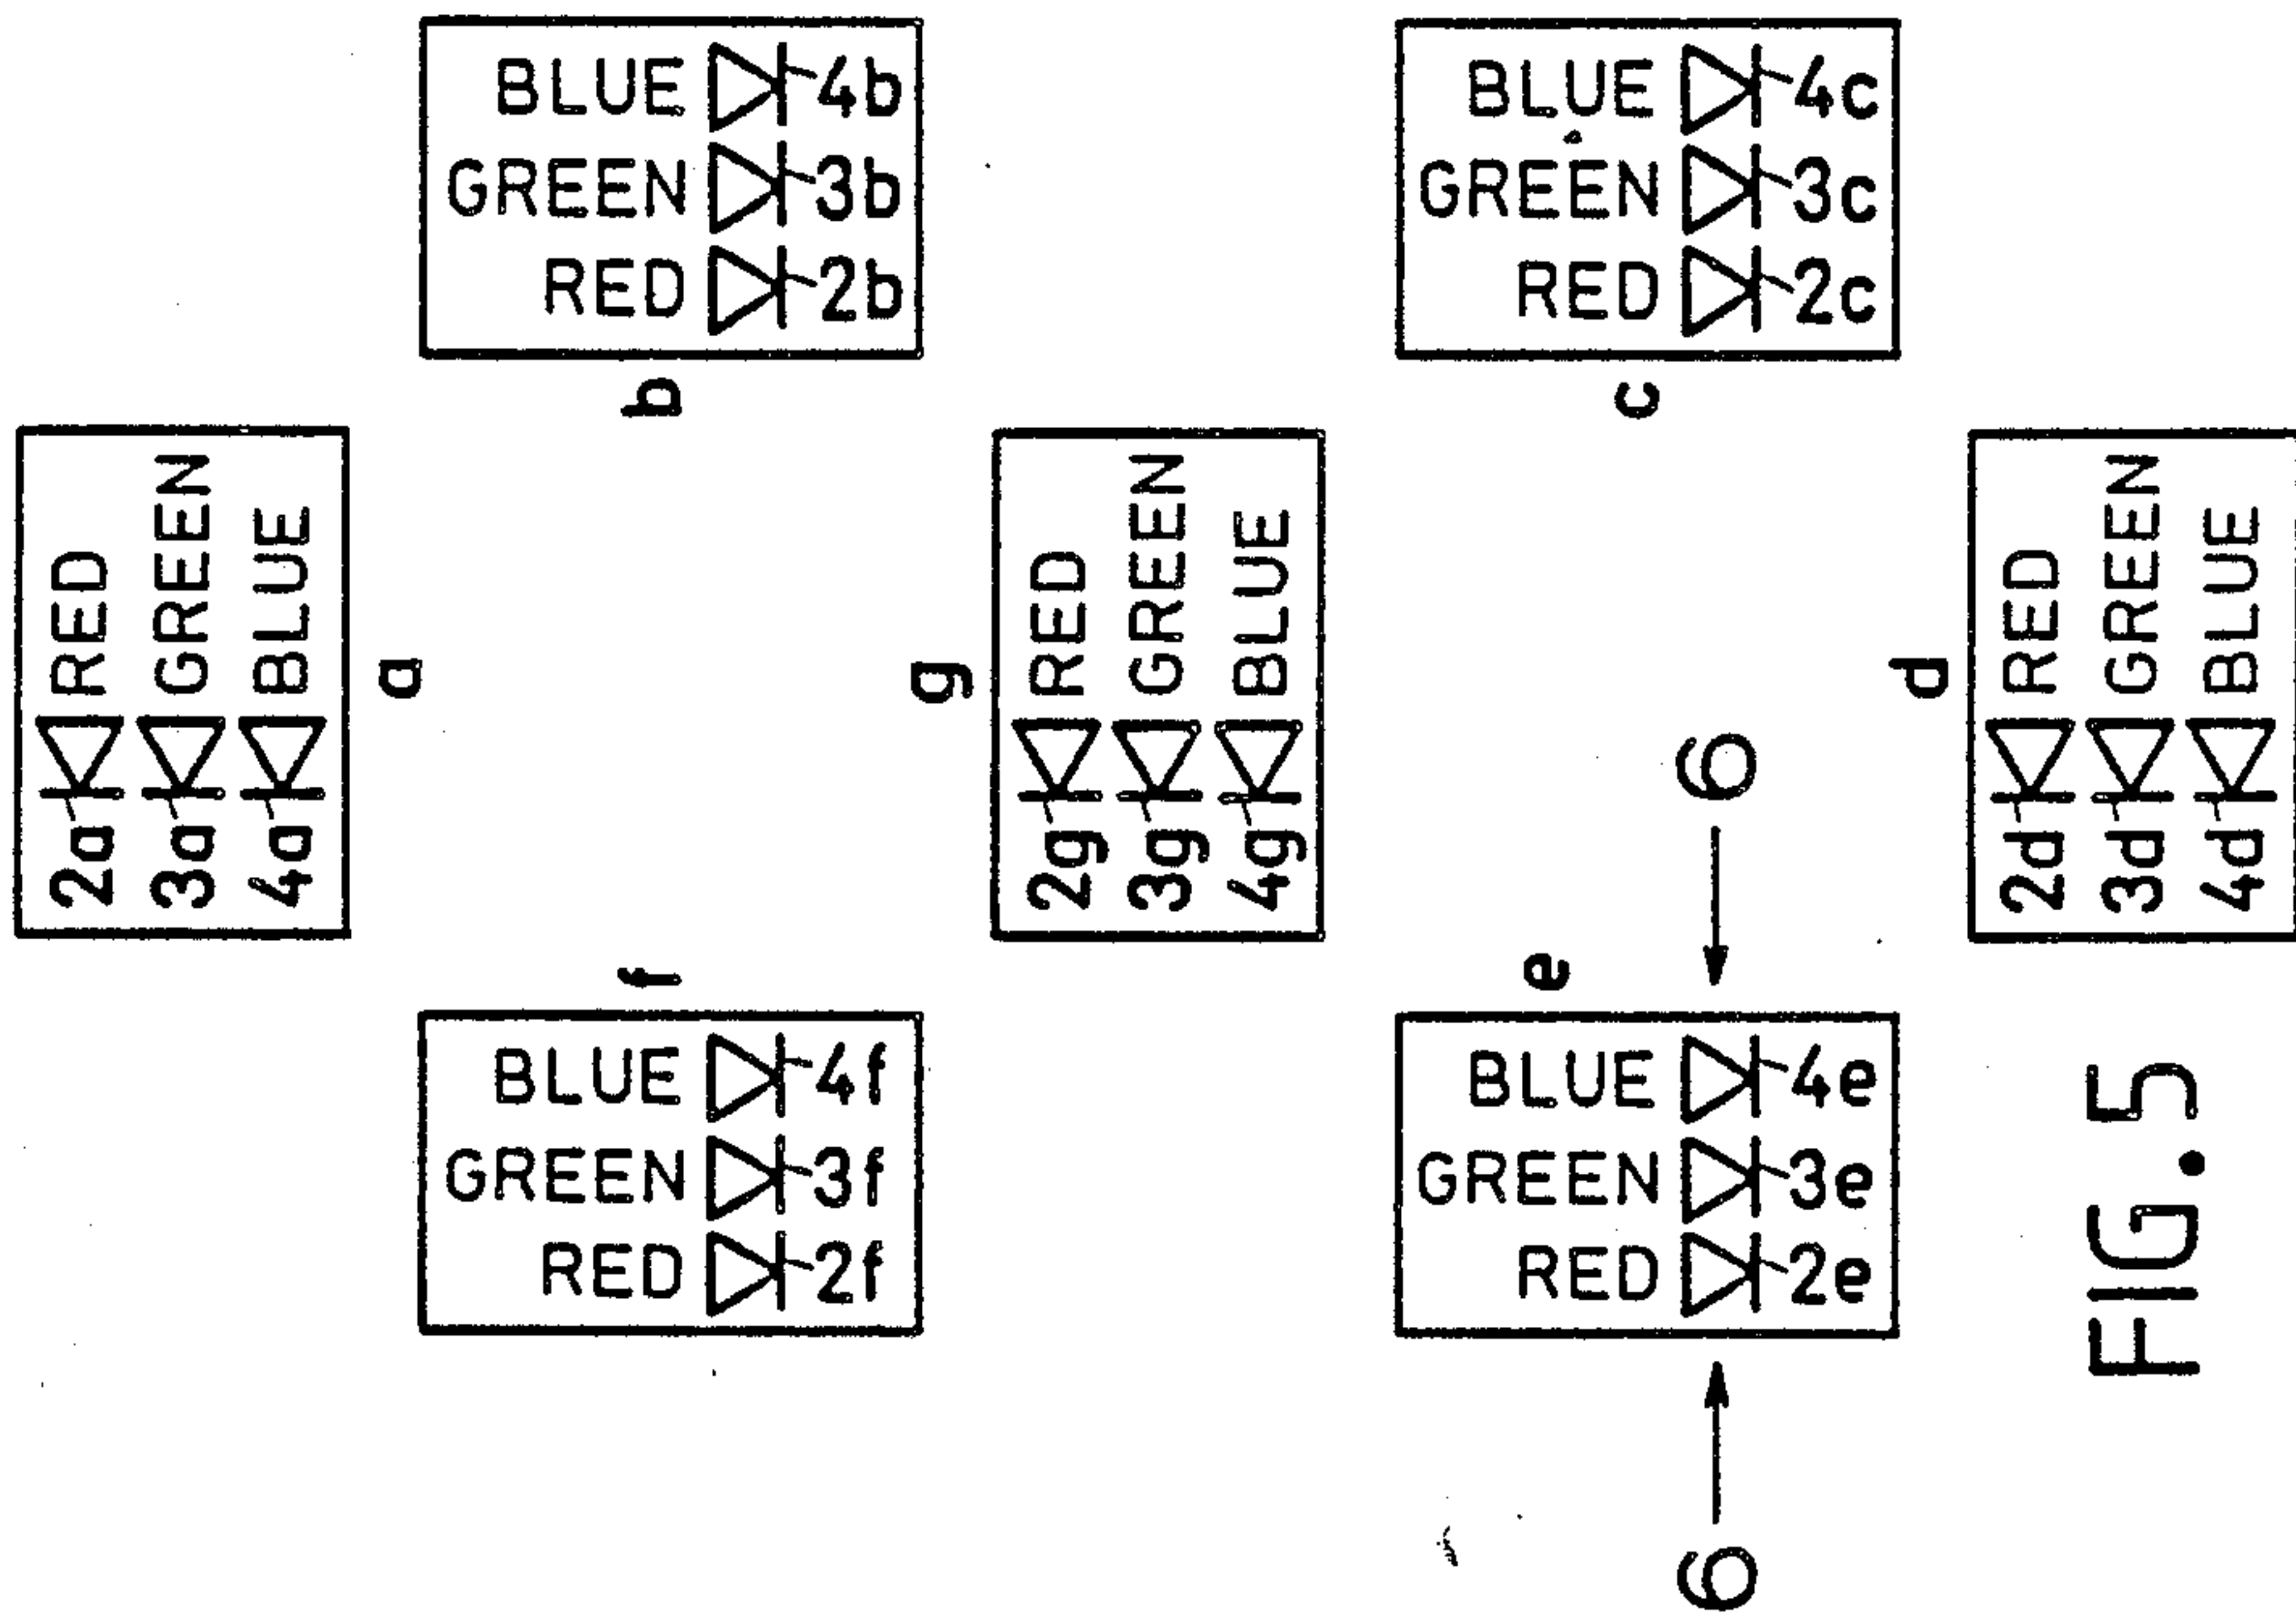 2a RED
3a GREEN
4a BLUE
a
f
BLUE 4f
GREEN 3f
RED 2f
b
BLUE 4b
GREEN 3b
RED 2b
g
2g RED
3g GREEN
4g BLUE
e
BLUE 4e
GREEN 3e
RED 2e
6
6
c
BLUE 4c
GREEN 3c
RED 2c
d
2d RED
3d GREEN
4d BLUE
FIG.5